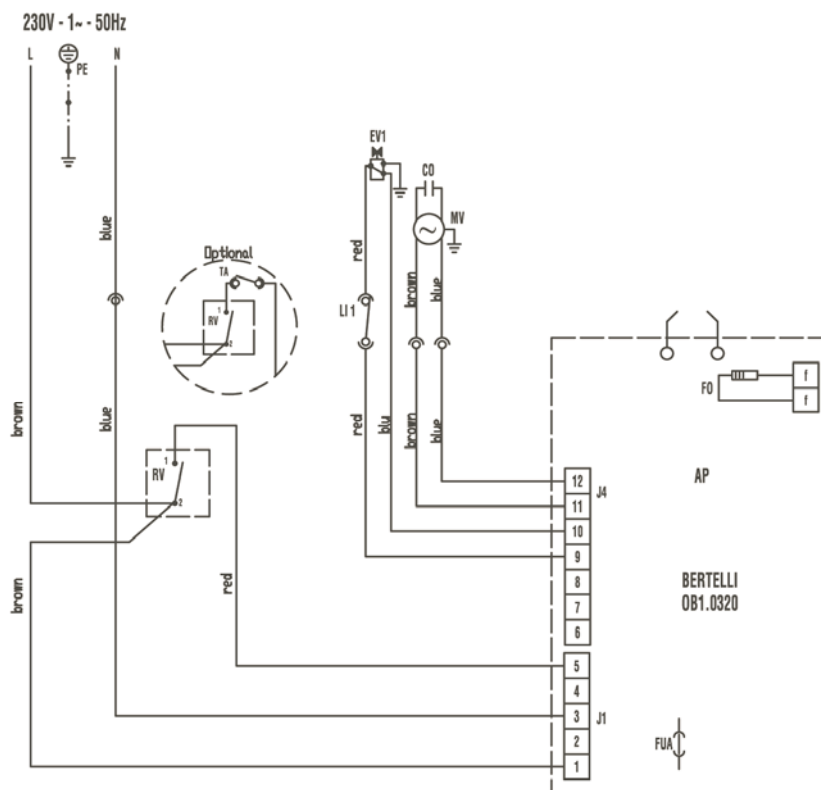 230V - 1~ - 50Hz
L
PE
N
EV1
CO
MV
blue
red
brown
blue
Optional
TA
1
RV
2
LI 1
FO
f
f
brown
blue
red
blu
brown
blue
RV
1
2
12
11
10
9
8
7
6
J4
AP
BERTELLI
OB1.0320
brown
red
5
4
3
2
1
J1
FUA